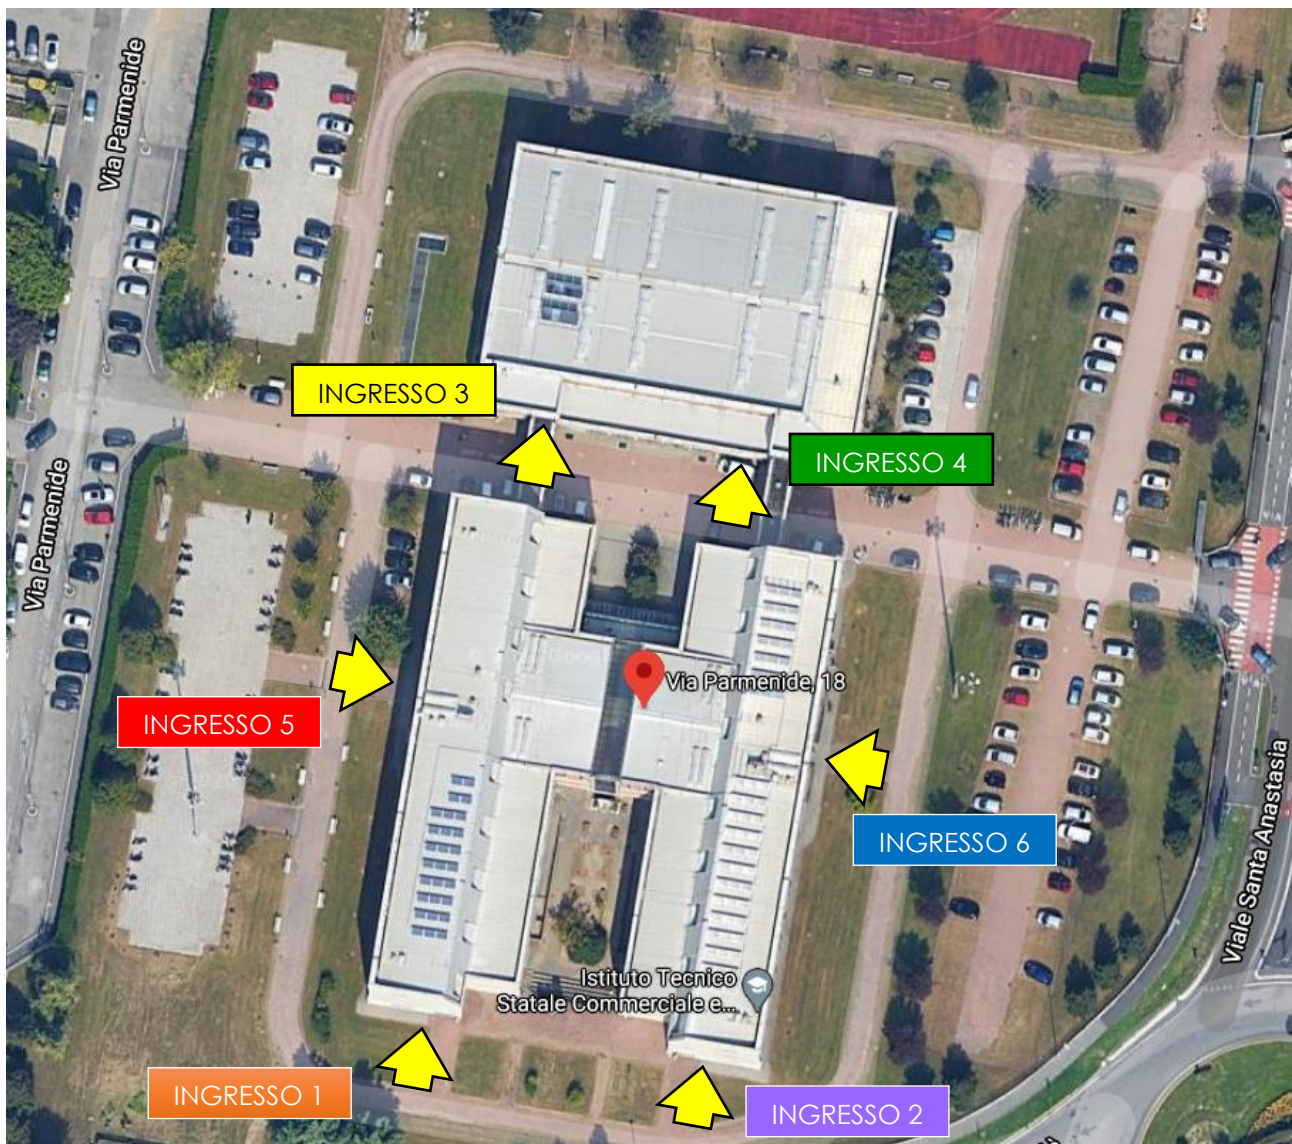 Via Parmenide
INGRESSO 3
INGRESSO 4
Via Parmenide
Via Parmenide, 18
INGRESSO 5
INGRESSO 6
Viale Santa Anastasia
Istituto Tecnico
Statale Commerciale e...
INGRESSO 1
INGRESSO 2